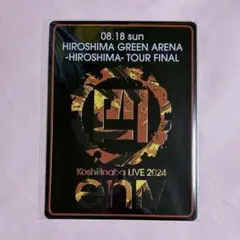 08.18 sun
HIROSHIMA GREEN ARENA
-HIROSHIMA- TOUR FINAL
Koshi Inaba LIVE 2024
enIV